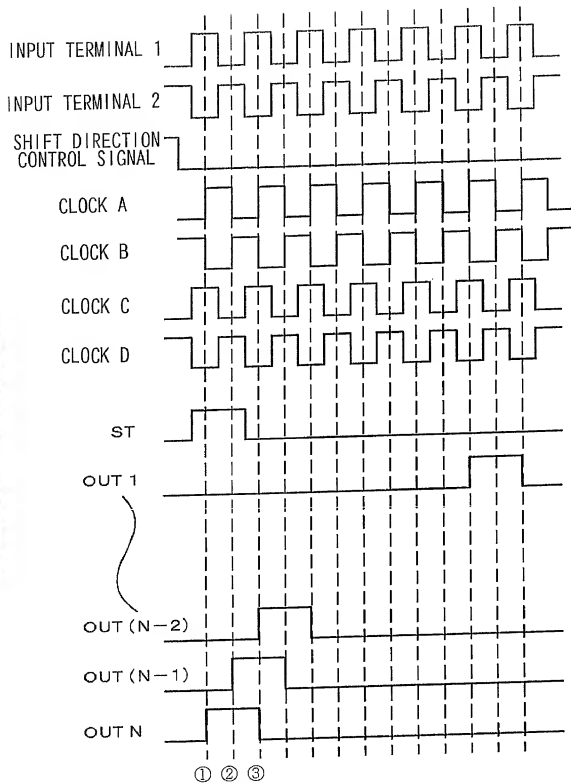 INPUT TERMINAL 1
INPUT TERMINAL 2
SHIFT DIRECTION
CONTROL SIGNAL
CLOCK A
CLOCK B
CLOCK C
CLOCK D
ST
OUT 1
OUT (N-2)
OUT (N-1)
OUT N
① ② ③